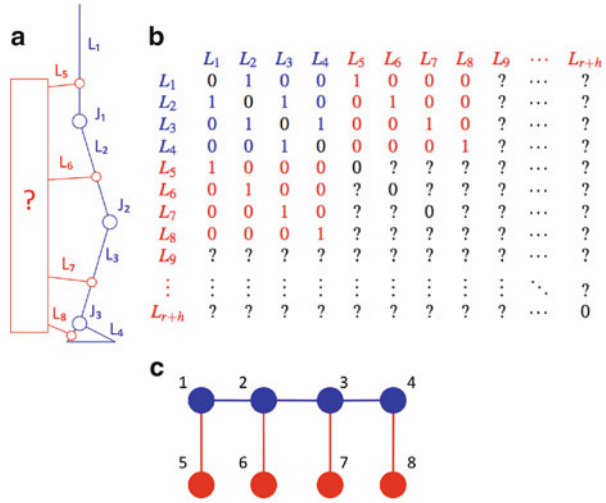 a
L₁
L₅
J₁
L₂
L₆
?
J₂
L₃
L₇
L₈
J₃
L₄
b
L₁ L₂ L₃ L₄ L₅ L₆ L₇ L₈ L₉ ⋯ Lᵣ₊ₕ
L₁ 0 1 0 0 1 0 0 0 ? ⋯ ?
L₂ 1 0 1 0 0 1 0 0 ? ⋯ ?
L₃ 0 1 0 1 0 0 1 0 ? ⋯ ?
L₄ 0 0 1 0 0 0 0 1 ? ⋯ ?
L₅ 1 0 0 0 0 ? ? ? ? ⋯ ?
L₆ 0 1 0 0 ? 0 ? ? ? ⋯ ?
L₇ 0 0 1 0 ? ? 0 ? ? ⋯ ?
L₈ 0 0 0 1 ? ? ? ? ? ⋯ ?
L₉ ? ? ? ? ? ? ? ? ? ⋯ ?
⋮ ⋮ ⋮ ⋮ ⋮ ⋮ ⋮ ⋮ ⋮ ⋮ ⋱ ?
Lᵣ₊ₕ ? ? ? ? ? ? ? ? ? ⋯ 0
c
1 2 3 4
5 6 7 8